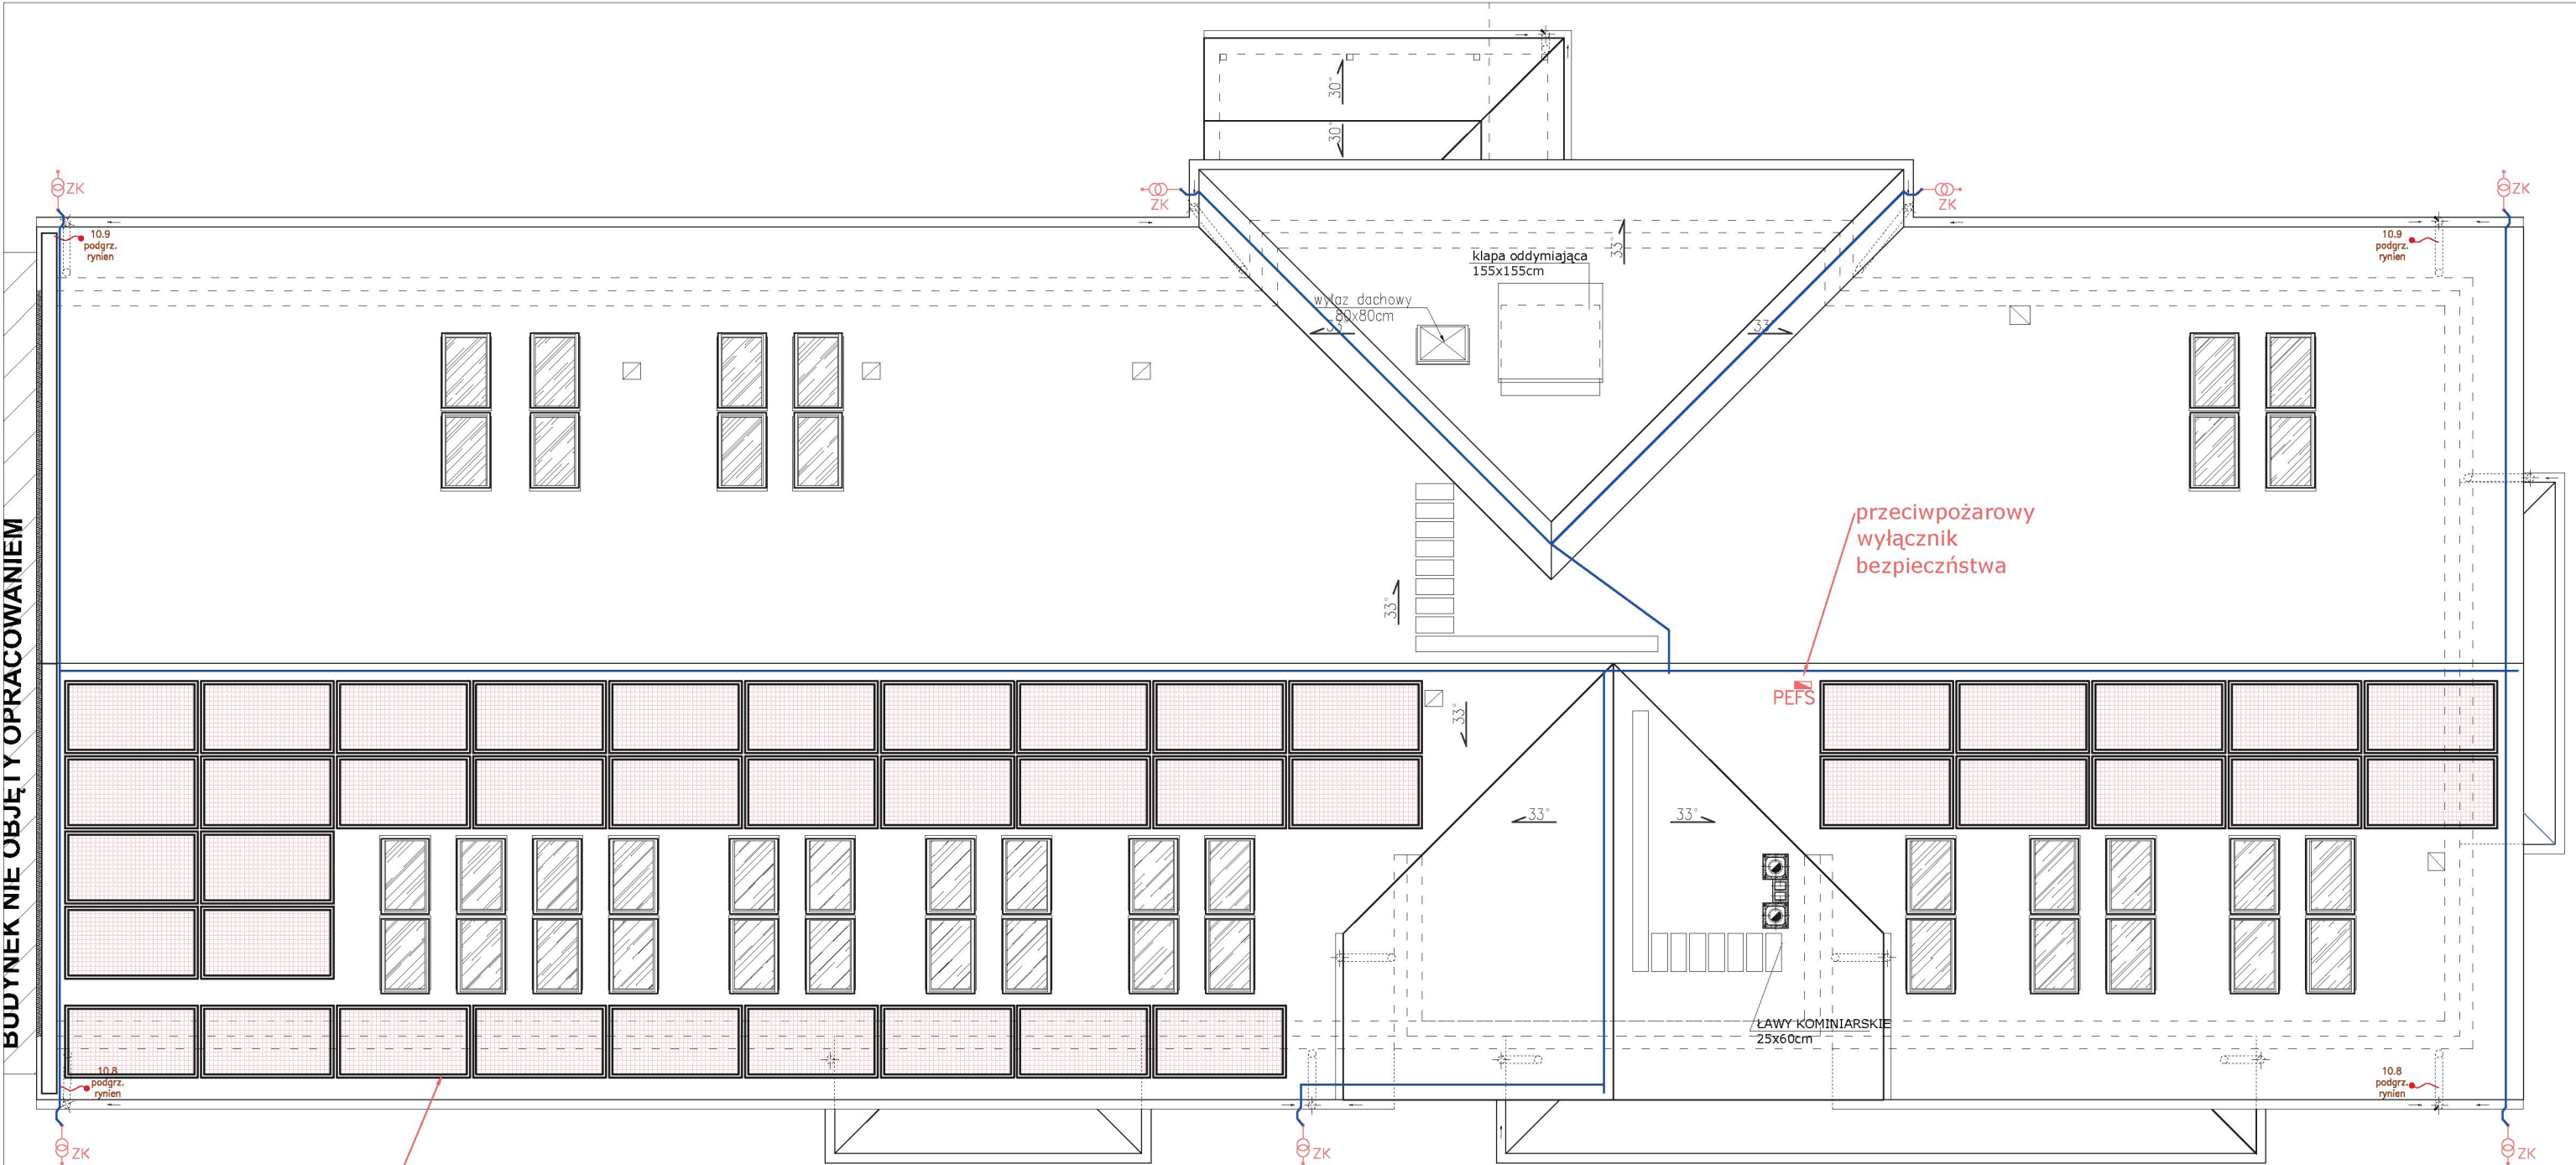 30°
30°
ZK
ZK
ZK
ZK
10.9
podgrz.
rynien
klapa oddymiająca
155x155cm
33°
10.9
podgrz.
rynien
wyłaz dachowy
80x80cm
33°
33°
przeciwpożarowy
wyłącznik
bezpieczństwa
BUDYNEK NIE OBJĘTY OPRACOWANIEM
33°
PEFS
33°
33°
33°
ŁAWY KOMINIARSKIE
25x60cm
10.8
podgrz.
rynien
10.8
podgrz.
rynien
ZK
ZK
ZK